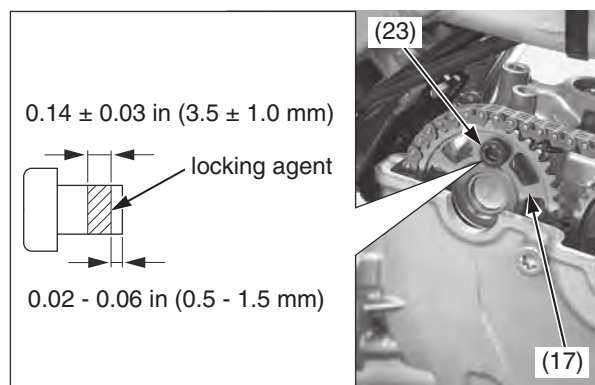 0.14 ± 0.03 in (3.5 ± 1.0 mm)
locking agent
0.02 - 0.06 in (0.5 - 1.5 mm)
(23)
(17)